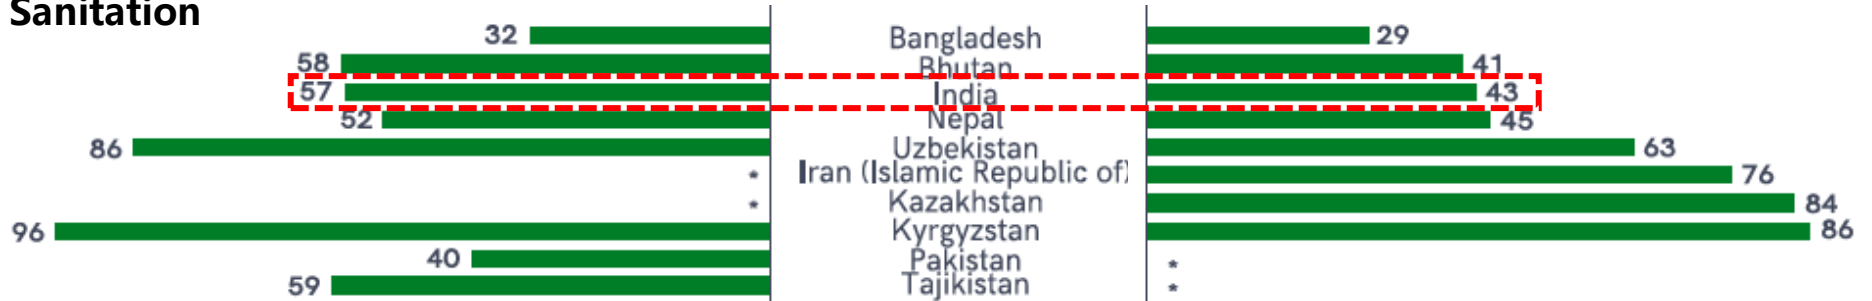 Sanitation
32 Bangladesh 29
58 Bhutan 41
57 India 43
52 Nepal 45
86 Uzbekistan 63
* Iran (Islamic Republic of) 76
* Kazakhstan 84
96 Kyrgyzstan 86
40 Pakistan *
59 Tajikistan *